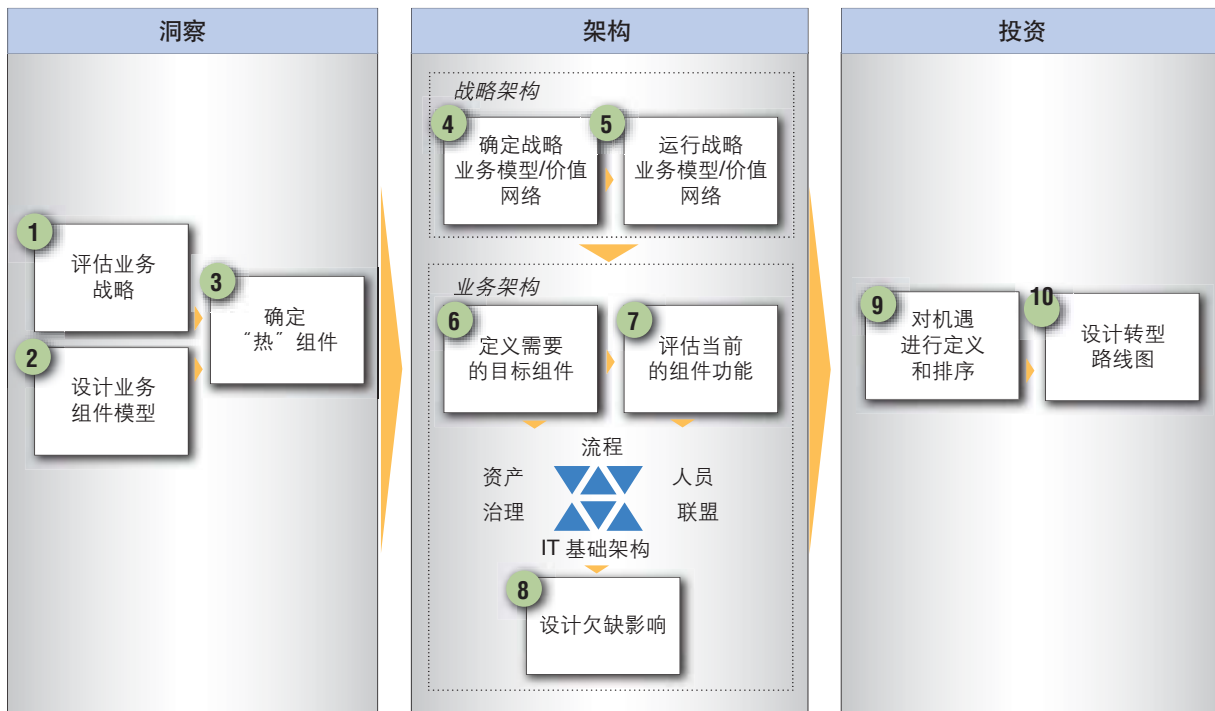 洞察
1
评估业务
战略
2
设计业务
组件模型
3
确定
“热”组件
架构
战略架构
4
确定战略
业务模型/价值
网络
5
运行战略
业务模型/价值
网络
业务架构
6
定义需要
的目标组件
7
评估当前
的组件功能
流程
资产
人员
治理
联盟
IT 基础架构
8
设计欠缺影响
投资
9
对机遇
进行定义
和排序
10
设计转型
路线图